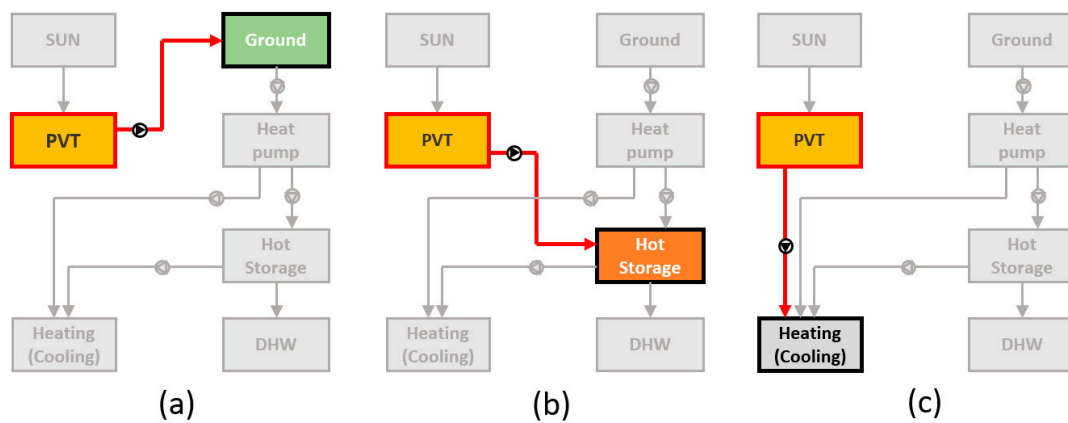 SUN
Ground
PVT
Heat
pump
Hot
Storage
Heating
(Cooling)
DHW
(a)
SUN
Ground
PVT
Heat
pump
Hot
Storage
Heating
(Cooling)
DHW
(b)
SUN
Ground
PVT
Heat
pump
Hot
Storage
Heating
(Cooling)
DHW
(c)